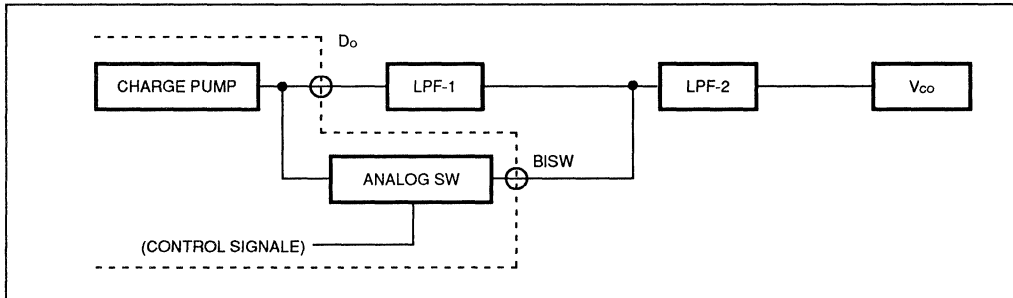 Do
CHARGE PUMP
LPF-1
LPF-2
Vco
BISW
ANALOG SW
(CONTROL SIGNALE)